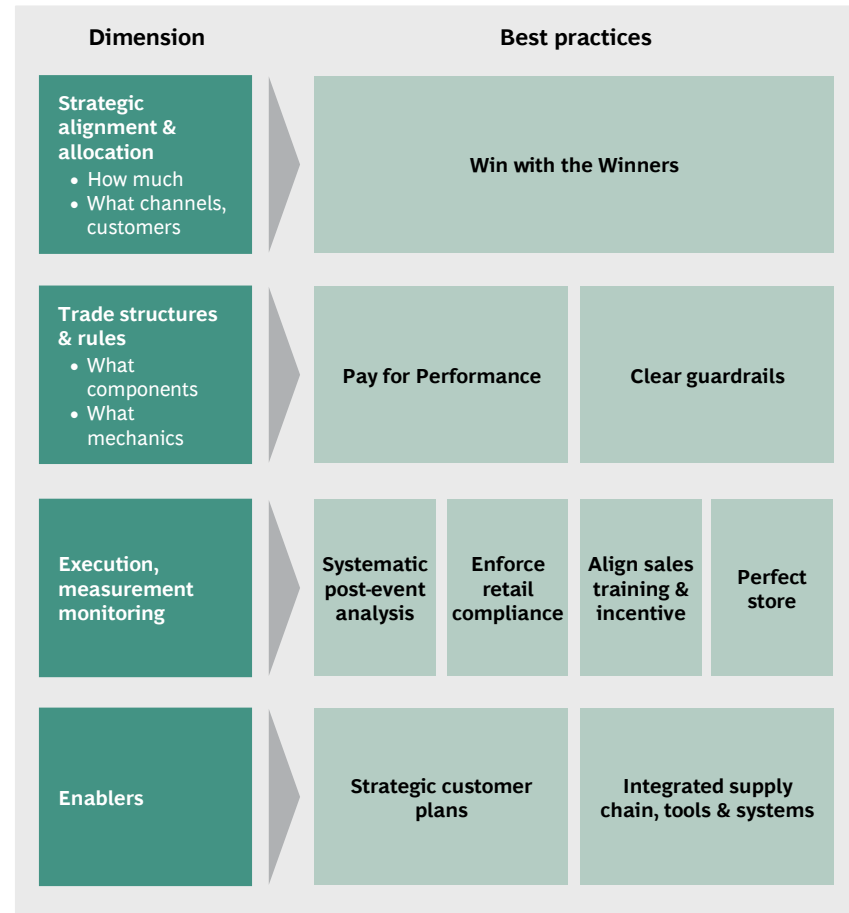 Dimension
Best practices
Strategic
alignment &
allocation
• How much
• What channels,
customers
Win with the Winners
Trade structures
& rules
• What
components
• What
mechanics
Pay for Performance
Clear guardrails
Execution,
measurement
monitoring
Systematic
post-event
analysis
Enforce
retail
compliance
Align sales
training &
incentive
Perfect
store
Enablers
Strategic customer
plans
Integrated supply
chain, tools & systems